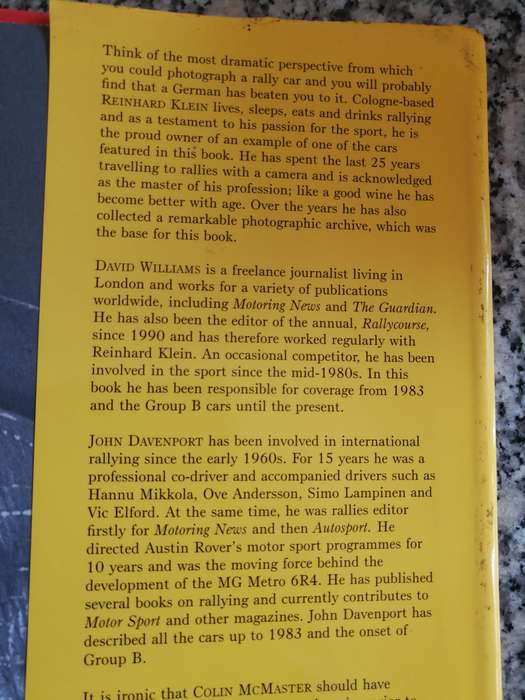 Think of the most dramatic perspective from which
you could photograph a rally car and you will probably
find that a German has beaten you to it. Cologne-based
REINHARD KLEIN lives, sleeps, eats and drinks rallying
and as a testament to his passion for the sport, he is
the proud owner of an example of one of the cars
featured in this book. He has spent the last 25 years
travelling to rallies with a camera and is acknowledged
as the master of his profession; like a good wine he has
become better with age. Over the years he has also
collected a remarkable photographic archive, which was
the base for this book.
DAVID WILLIAMS is a freelance journalist living in
London and works for a variety of publications
worldwide, including Motoring News and The Guardian.
He has also been the editor of the annual, Rallycourse,
since 1990 and has therefore worked regularly with
Reinhard Klein. An occasional competitor, he has been
involved in the sport since the mid-1980s. In this
book he has been responsible for coverage from 1983
and the Group B cars until the present.
JOHN DAVENPORT has been involved in international
rallying since the early 1960s. For 15 years he was a
professional co-driver and accompanied drivers such as
Hannu Mikkola, Ove Andersson, Simo Lampinen and
Vic Elford. At the same time, he was rallies editor
firstly for Motoring News and then Autosport. He
directed Austin Rover's motor sport programmes for
10 years and was the moving force behind the
development of the MG Metro 6R4. He has published
several books on rallying and currently contributes to
Motor Sport and other magazines. John Davenport has
described all the cars up to 1983 and the onset of
Group B.
It is ironic that COLIN MCMASTER should have